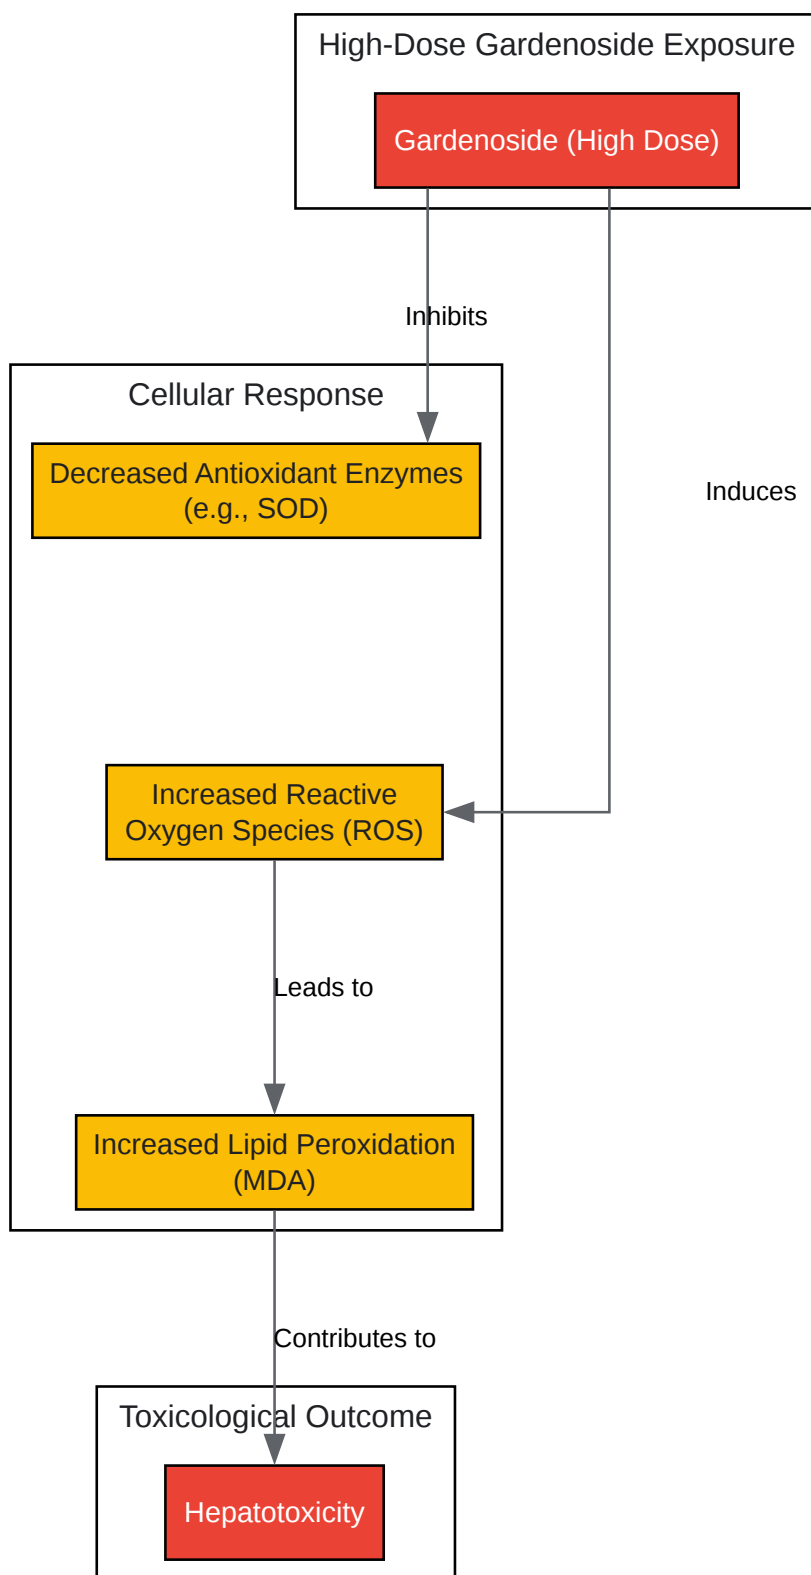 High-Dose Gardenoside Exposure
Gardenoside (High Dose)
Inhibits
Cellular Response
Decreased Antioxidant Enzymes
(e.g., SOD)
Induces
Increased Reactive
Oxygen Species (ROS)
Leads to
Increased Lipid Peroxidation
(MDA)
Contributes to
Toxicological Outcome
Hepatotoxicity